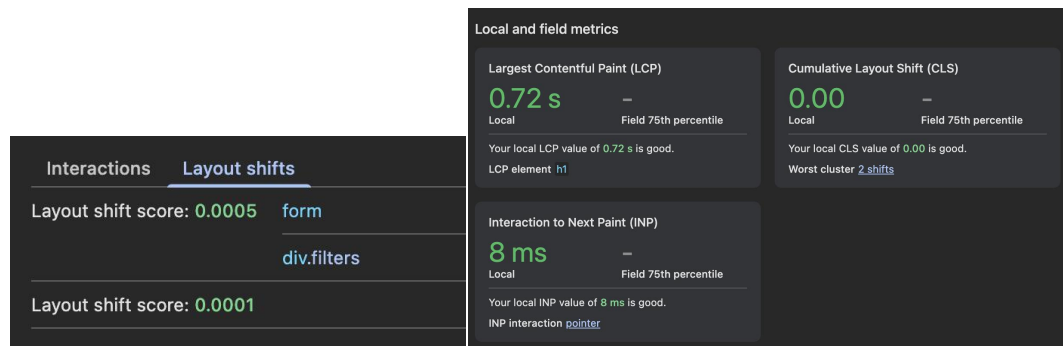 Interactions Layout shifts
Layout shift score: 0.0005 form
div.filters
Layout shift score: 0.0001
Local and field metrics
Largest Contentful Paint (LCP)
0.72 s -
Local Field 75th percentile
Your local LCP value of 0.72 s is good.
LCP element h1
Cumulative Layout Shift (CLS)
0.00 -
Local Field 75th percentile
Your local CLS value of 0.00 is good.
Worst cluster 2 shifts
Interaction to Next Paint (INP)
8 ms -
Local Field 75th percentile
Your local INP value of 8 ms is good.
INP interaction pointer